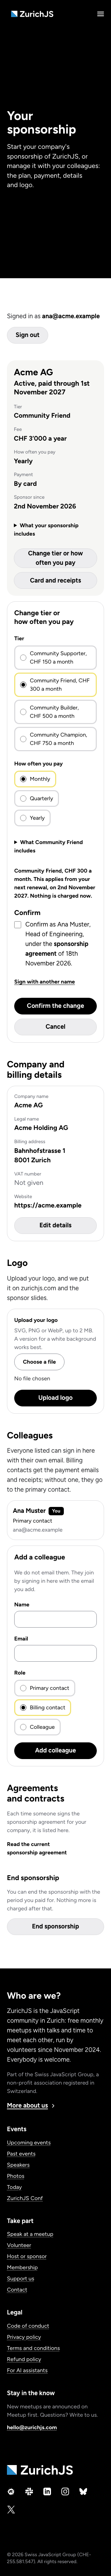 ZurichJS
Your
sponsorship
Start your company's
sponsorship of ZurichJS, or
manage it with your colleagues:
the plan, payment, details
and logo.
Signed in as ana@acme.example
Sign out
Acme AG
Active, paid through 1st
November 2027
Tier
Community Friend
Fee
CHF 3'000 a year
How often you pay
Yearly
Payment
By card
Sponsor since
2nd November 2026
What your sponsorship
includes
Change tier or how
often you pay
Card and receipts
Change tier or
how often you pay
Tier
Community Supporter,
CHF 150 a month
Community Friend, CHF
300 a month
Community Builder,
CHF 500 a month
Community Champion,
CHF 750 a month
How often you pay
Monthly
Quarterly
Yearly
What Community Friend
includes
Community Friend, CHF 300 a
month. This applies from your
next renewal, on 2nd November
2027. Nothing is charged now.
Confirm
Confirm as Ana Muster,
Head of Engineering,
under the sponsorship
agreement of 18th
November 2026.
Sign with another name
Confirm the change
Cancel
Company and
billing details
Company name
Acme AG
Legal name
Acme Holding AG
Billing address
Bahnhofstrasse 1
8001 Zurich
VAT number
Not given
Website
https://acme.example
Edit details
Logo
Upload your logo, and we put
it on zurichjs.com and the
sponsor slides.
Upload your logo
SVG, PNG or WebP, up to 2 MB.
A version for a white background
works best.
Choose a file
No file chosen
Upload logo
Colleagues
Everyone listed can sign in here
with their own email. Billing
contacts get the payment emails
and receipts; without one, they go
to the primary contact.
Ana Muster You
Primary contact
ana@acme.example
Add a colleague
We do not email them. They join
by signing in here with the email
you add.
Name
Email
Role
Primary contact
Billing contact
Colleague
Add colleague
Agreements
and contracts
Each time someone signs the
sponsorship agreement for your
company, it is listed here.
Read the current
sponsorship agreement
End sponsorship
You can end the sponsorship with the
period you paid for. Nothing more is
charged after that.
End sponsorship
Who are we?
ZurichJS is the JavaScript
community in Zurich: free monthly
meetups with talks and time to
meet each other, run by
volunteers since November 2024.
Everybody is welcome.
Part of the Swiss JavaScript Group, a
non-profit association registered in
Switzerland.
More about us
Events
Upcoming events
Past events
Speakers
Photos
Today
ZurichJS Conf
Take part
Speak at a meetup
Volunteer
Host or sponsor
Membership
Support us
Contact
Legal
Code of conduct
Privacy policy
Terms and conditions
Refund policy
For AI assistants
Stay in the know
New meetups are announced on
Meetup first. Questions? Write to us.
hello@zurichjs.com
ZurichJS
© 2026 Swiss JavaScript Group (CHE-
255.581.547). All rights reserved.